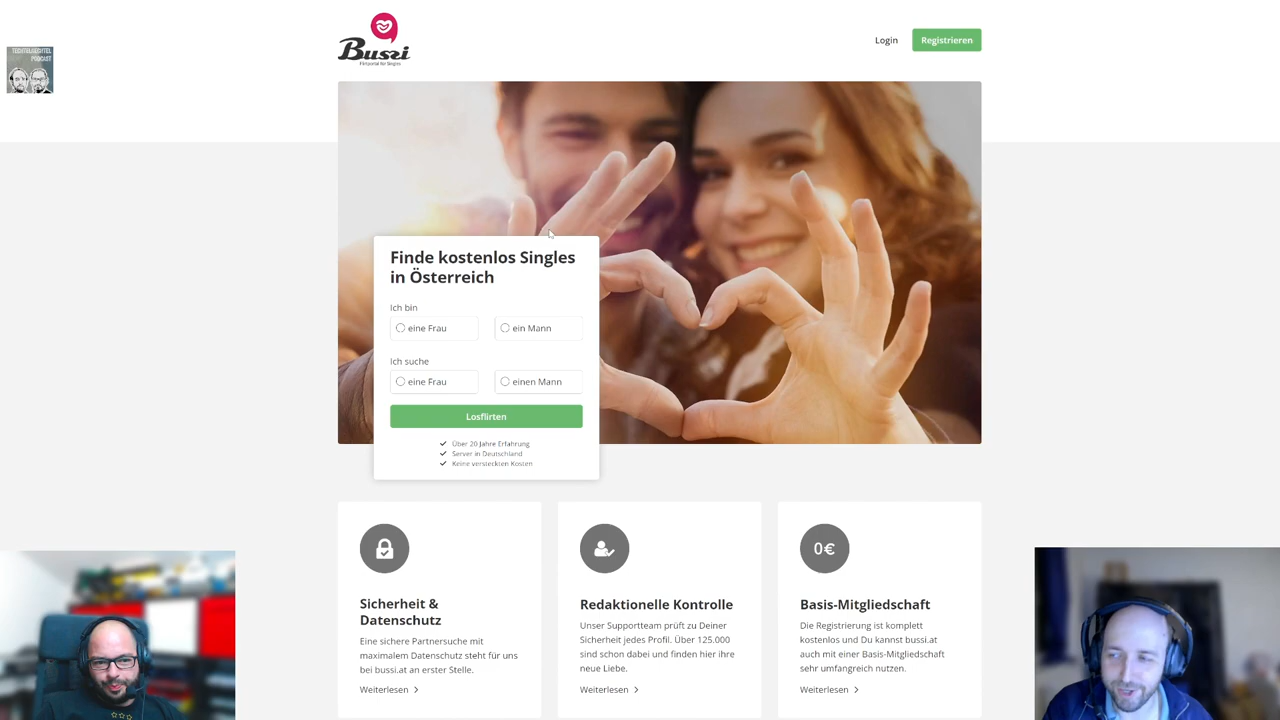 TECHTELMECHTEL
PODCAST
Bussi
Flirtportal für Singles
Login
Registrieren
Finde kostenlos Singles
in Österreich
Ich bin
eine Frau
ein Mann
Ich suche
eine Frau
einen Mann
Losflirten
Über 20 Jahre Erfahrung
Server in Deutschland
Keine versteckten Kosten
Sicherheit &
Datenschutz
Eine sichere Partnersuche mit
maximalem Datenschutz steht für uns
bei bussi.at an erster Stelle.
Weiterlesen
Redaktionelle Kontrolle
Unser Supportteam prüft zu Deiner
Sicherheit jedes Profil. Über 125.000
sind schon dabei und finden hier ihre
neue Liebe.
Weiterlesen
0€
Basis-Mitgliedschaft
Die Registrierung ist komplett
kostenlos und Du kannst bussi.at
auch mit einer Basis-Mitgliedschaft
sehr umfangreich nutzen.
Weiterlesen